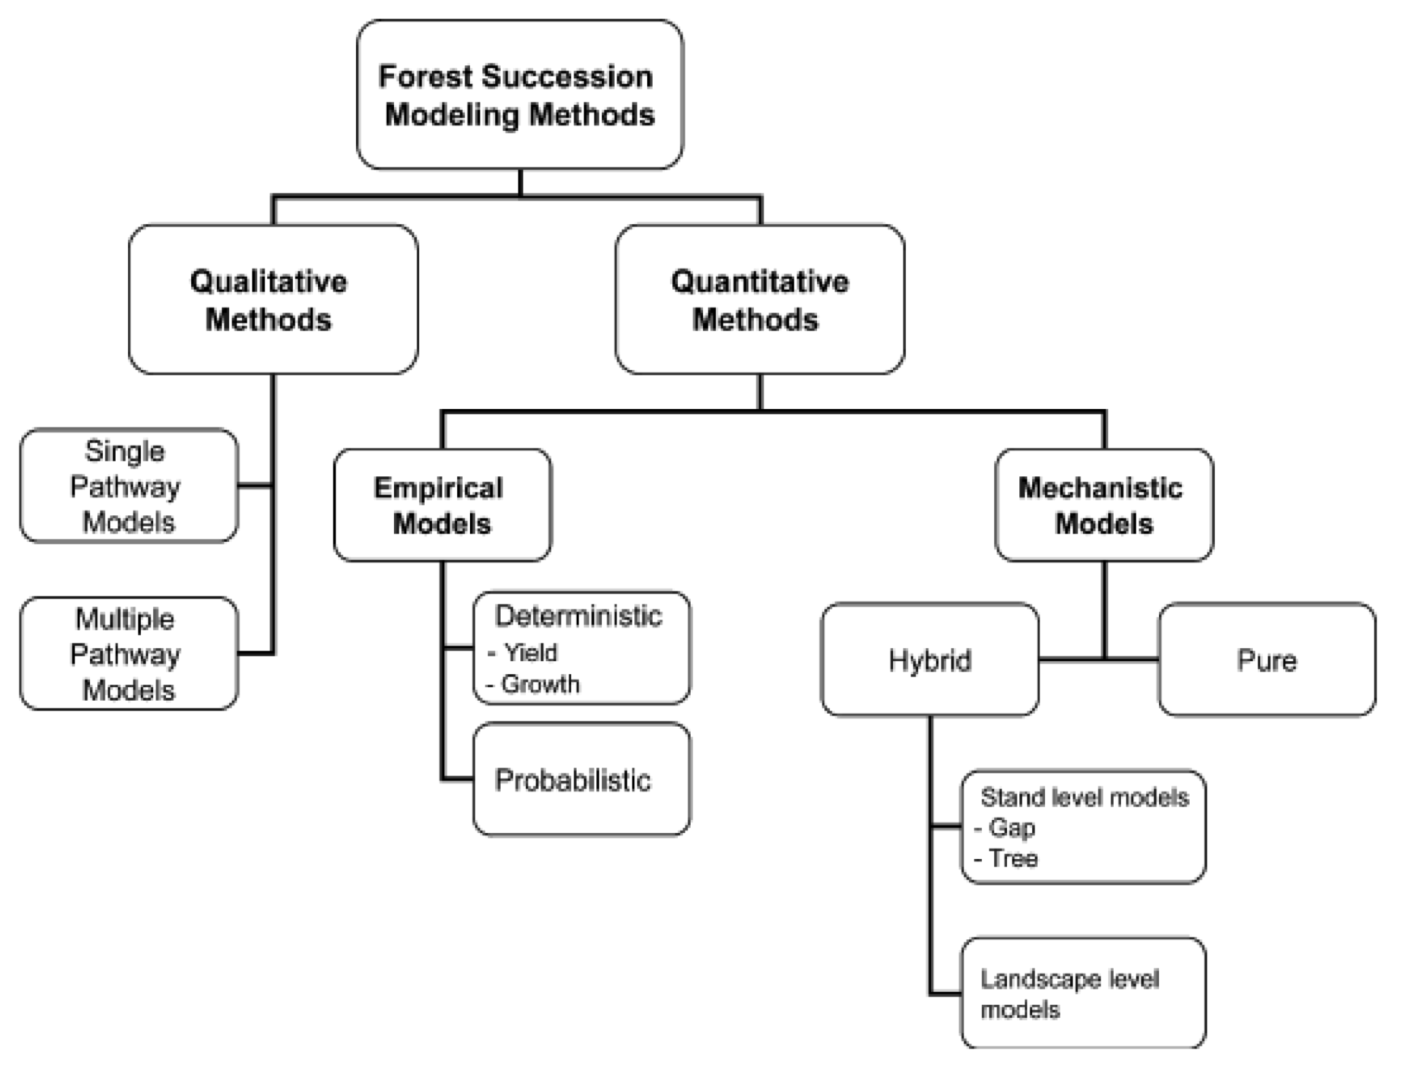 Forest Succession
Modeling Methods
Qualitative
Methods
Quantitative
Methods
Single
Pathway
Models
Multiple
Pathway
Models
Empirical
Models
Deterministic
- Yield
- Growth
Probabilistic
Mechanistic
Models
Hybrid
Pure
Stand level models
- Gap
- Tree
Landscape level
models